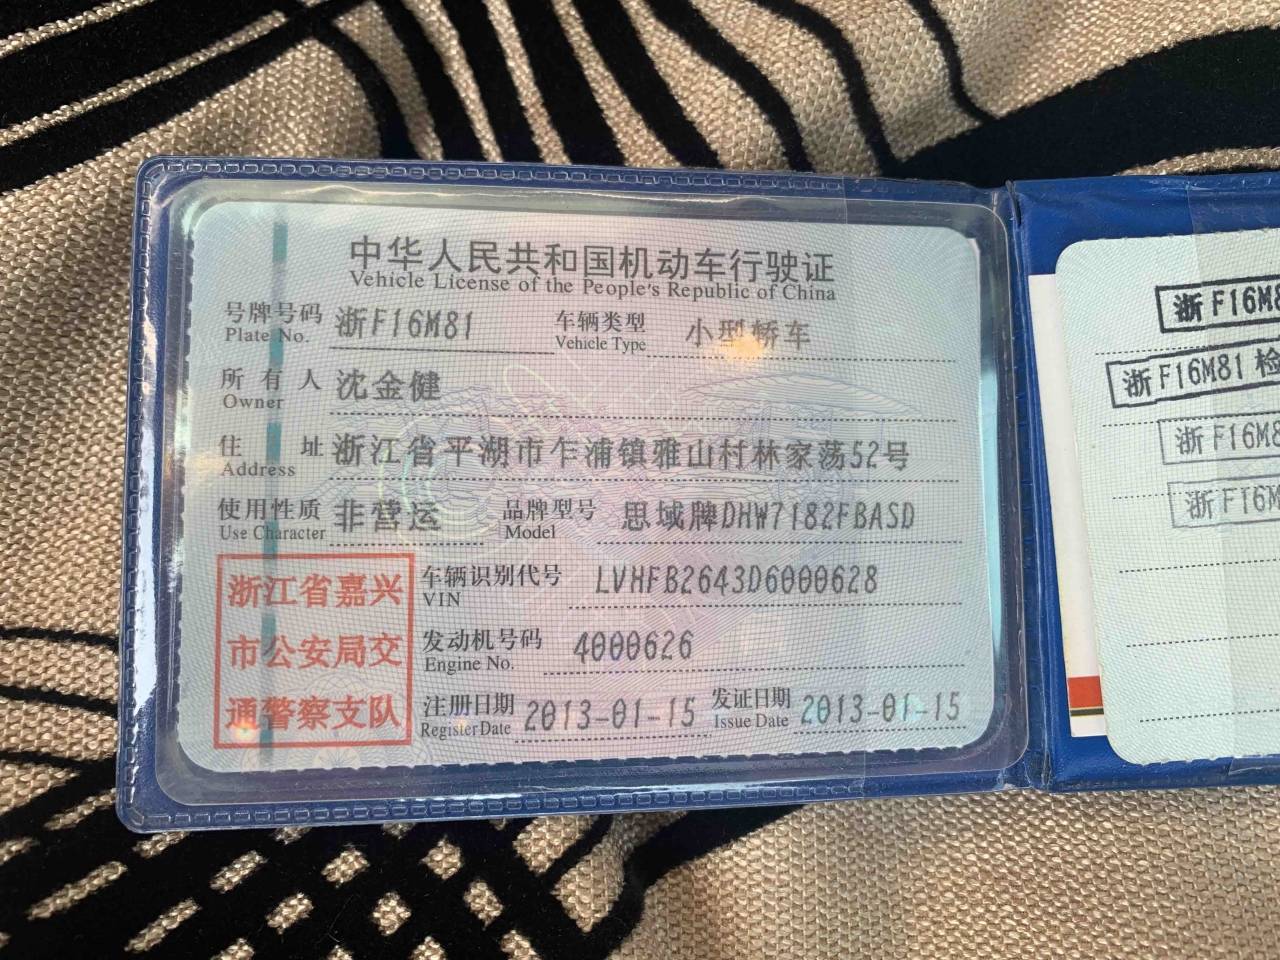 中华人民共和国机动车行驶证
Vehicle License of the People's Republic of China
号牌号码 浙F16M81 车辆类型 小型轿车
Plate No. Vehicle Type
所有人 沈金健
Owner
住址 浙江省平湖市乍浦镇雅山村林家荡52号
Address
使用性质 非营运 品牌型号 思域牌DHW7182FBASD
Use Character Model
浙江省嘉兴
市公安局交
通警察支队
车辆识别代号 LVHFB2643D6000628
VIN
发动机号码 4000626
Engine No.
注册日期 2013-01-15 发证日期 2013-01-15
Register Date Issue Date
浙F16M
浙F16M81检
浙F16M8
浙F16M